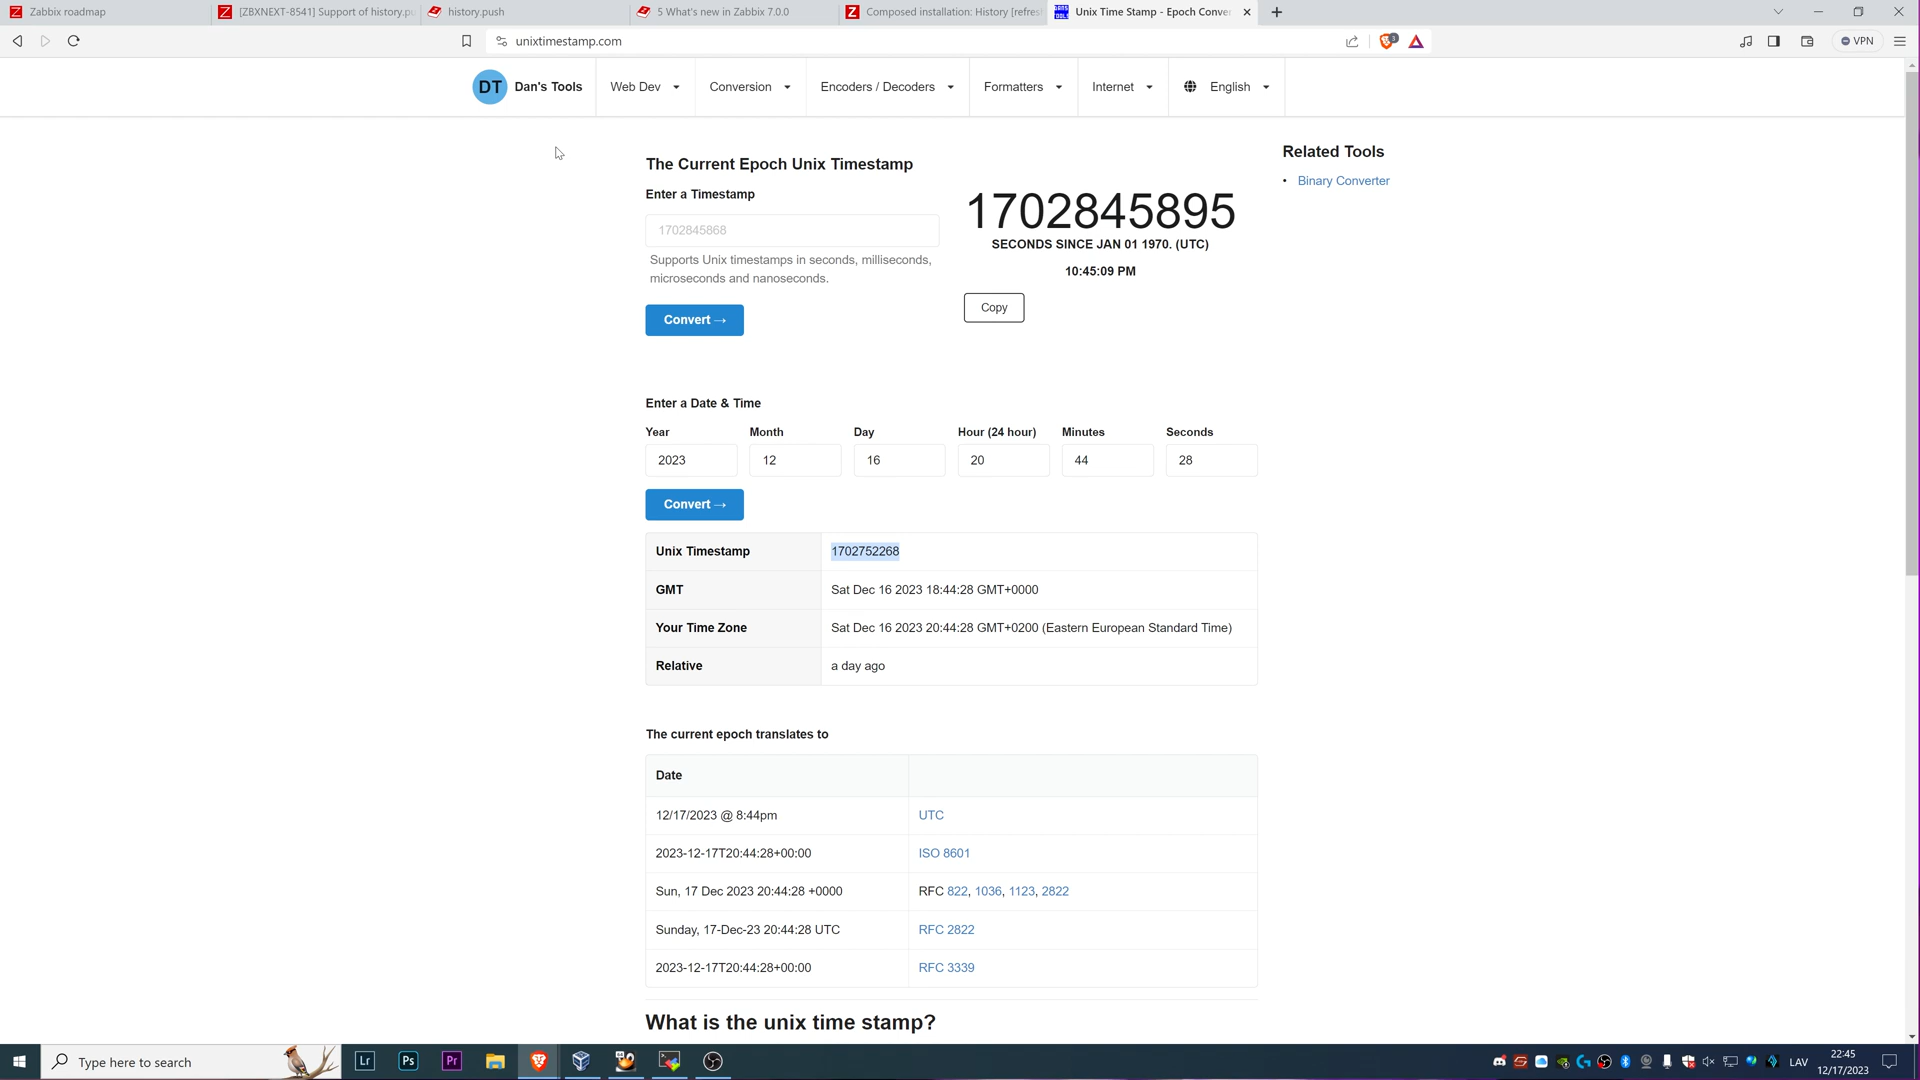 Zabbix roadmap
[ZBXNEXT-8541] Support of history.pu
history.push
5 What's new in Zabbix 7.0.0
Composed installation: History [refres
Unix Time Stamp - Epoch Conver
unixtimestamp.com
3
VPN
DT Dan's Tools
Web Dev
Conversion
Encoders / Decoders
Formatters
Internet
English
The Current Epoch Unix Timestamp
Enter a Timestamp
1702845868
Supports Unix timestamps in seconds, milliseconds,
microseconds and nanoseconds.
Convert →
1702845895
SECONDS SINCE JAN 01 1970. (UTC)
10:45:09 PM
Copy
Related Tools
• Binary Converter
Enter a Date & Time
Year Month Day Hour (24 hour) Minutes Seconds
2023 12 16 20 44 28
Convert →
Unix Timestamp 1702752268
GMT Sat Dec 16 2023 18:44:28 GMT+0000
Your Time Zone Sat Dec 16 2023 20:44:28 GMT+0200 (Eastern European Standard Time)
Relative a day ago
The current epoch translates to
Date
12/17/2023 @ 8:44pm UTC
2023-12-17T20:44:28+00:00 ISO 8601
Sun, 17 Dec 2023 20:44:28 +0000 RFC 822, 1036, 1123, 2822
Sunday, 17-Dec-23 20:44:28 UTC RFC 2822
2023-12-17T20:44:28+00:00 RFC 3339
What is the unix time stamp?
Type here to search
Lr
Ps
Pr
LAV
22:45
12/17/2023